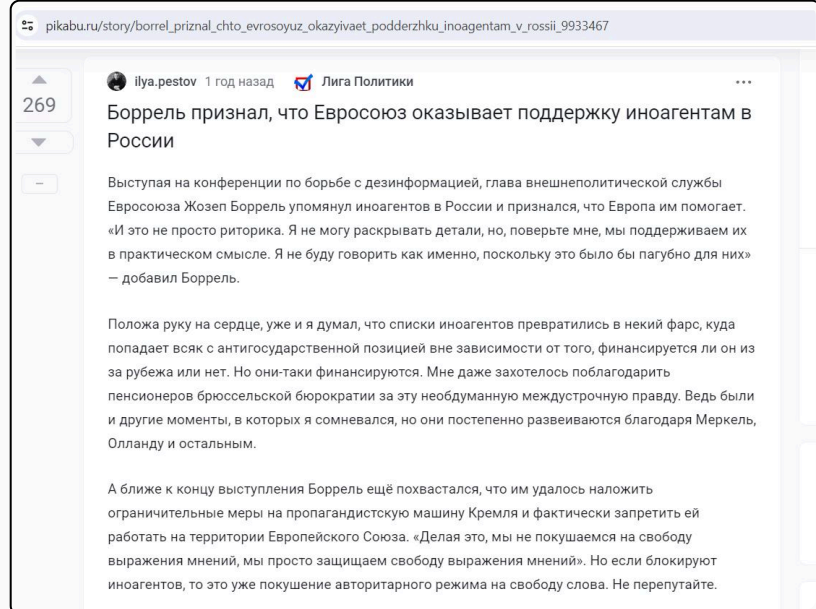 pikabu.ru/story/borrel_priznal_chto_evrosoyuz_okazyivaet_podderzhku_inoagentam_v_rossii_9933467
269
ilya.pestov 1 год назад Лига Политики
Боррель признал, что Евросоюз оказывает поддержку иноагентам в
России
Выступая на конференции по борьбе с дезинформацией, глава внешнеполитической службы
Евросоюза Жозеп Боррель упомянул иноагентов в России и признался, что Европа им помогает.
«И это не просто риторика. Я не могу раскрывать детали, но, поверьте мне, мы поддерживаем их
в практическом смысле. Я не буду говорить как именно, поскольку это было бы пагубно для них»
— добавил Боррель.
Положа руку на сердце, уже и я думал, что списки иноагентов превратились в некий фарс, куда
попадает всяк с антигосударственной позицией вне зависимости от того, финансируется ли он из
за рубежа или нет. Но они-таки финансируются. Мне даже захотелось поблагодарить
пенсионеров брюссельской бюрократии за эту необдуманную междустрочную правду. Ведь были
и другие моменты, в которых я сомневался, но они постепенно развеиваются благодаря Меркель,
Олланду и остальным.
А ближе к концу выступления Боррель ещё похвастался, что им удалось наложить
ограничительные меры на пропагандистскую машину Кремля и фактически запретить ей
работать на территории Европейского Союза. «Делая это, мы не покушаемся на свободу
выражения мнений, мы просто защищаем свободу выражения мнений». Но если блокируют
иноагентов, то это уже покушение авторитарного режима на свободу слова. Не перепутайте.